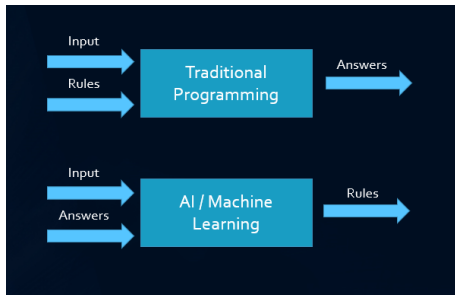 Input
Rules
Traditional
Programming
Answers
Input
Answers
AI / Machine
Learning
Rules